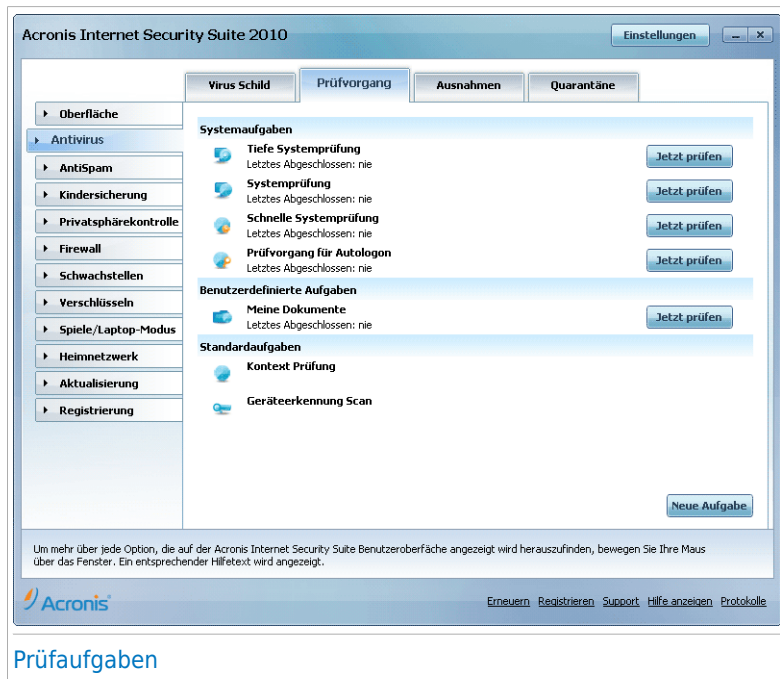 Acronis Internet Security Suite 2010
Einstellungen
Virus Schild
Prüfvorgang
Ausnahmen
Quarantäne
Oberfläche
Antivirus
AntiSpam
Kindersicherung
Privatsphärekontrolle
Firewall
Schwachstellen
Verschlüsseln
Spiele/Laptop-Modus
Heimnetzwerk
Aktualisierung
Registrierung
Systemaufgaben
Tiefe Systemprüfung
Letztes Abgeschlossen: nie
Jetzt prüfen
Systemprüfung
Letztes Abgeschlossen: nie
Jetzt prüfen
Schnelle Systemprüfung
Letztes Abgeschlossen: nie
Jetzt prüfen
Prüfvorgang für Autologon
Letztes Abgeschlossen: nie
Jetzt prüfen
Benutzerdefinierte Aufgaben
Meine Dokumente
Letztes Abgeschlossen: nie
Jetzt prüfen
Standardaufgaben
Kontext Prüfung
Geräteerkennung Scan
Neue Aufgabe
Um mehr über jede Option, die auf der Acronis Internet Security Suite Benutzeroberfäche angezeigt wird herauszufinden, bewegen Sie Ihre Maus
über das Fenster. Ein entsprechender Hilfetext wird angezeigt.
Acronis
Erneuern Registrieren Support Hilfe anzeigen Protokolle
Prüfaufgaben